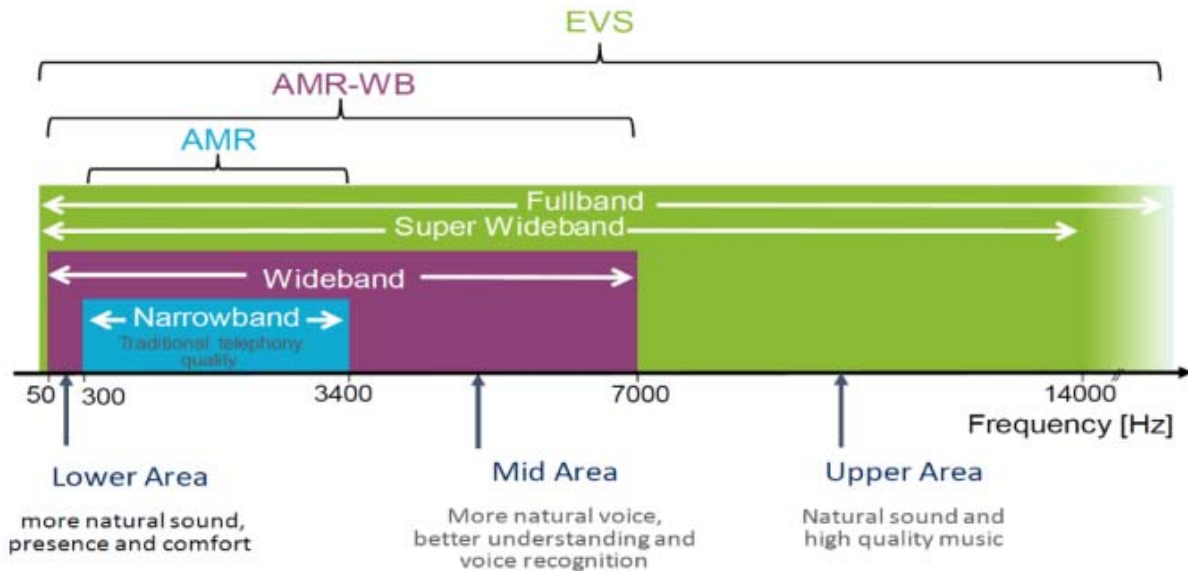 EVS
AMR-WB
AMR
Fullband
Super Wideband
Wideband
Narrowband
Traditional telephony
quality
50 300 3400 7000 14000
Frequency [Hz]
Lower Area
more natural sound,
presence and comfort
Mid Area
More natural voice,
better understanding and
voice recognition
Upper Area
Natural sound and
high quality music